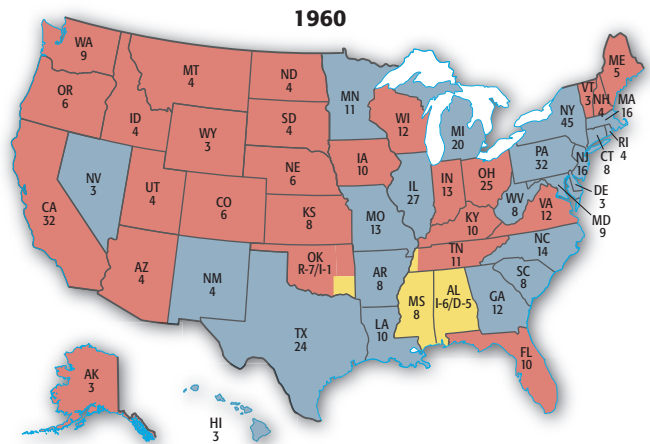 1960
WA
9
OR
6
CA
32
NV
3
ID
4
MT
4
WY
3
UT
4
AZ
4
CO
6
NM
4
ND
4
SD
4
NE
6
KS
8
OK
R-7/I-1
TX
24
MN
11
IA
10
MO
13
AR
8
LA
10
WI
12
IL
27
MI
20
IN
13
OH
25
KY
10
TN
11
MS
8
AL
I-6/D-5
GA
12
FL
10
SC
8
NC
14
VA
12
WV
8
PA
32
NY
45
VT
3
NH
4
ME
5
MA
16
RI
4
CT
8
NJ
16
DE
3
MD
9
AK
3
HI
3